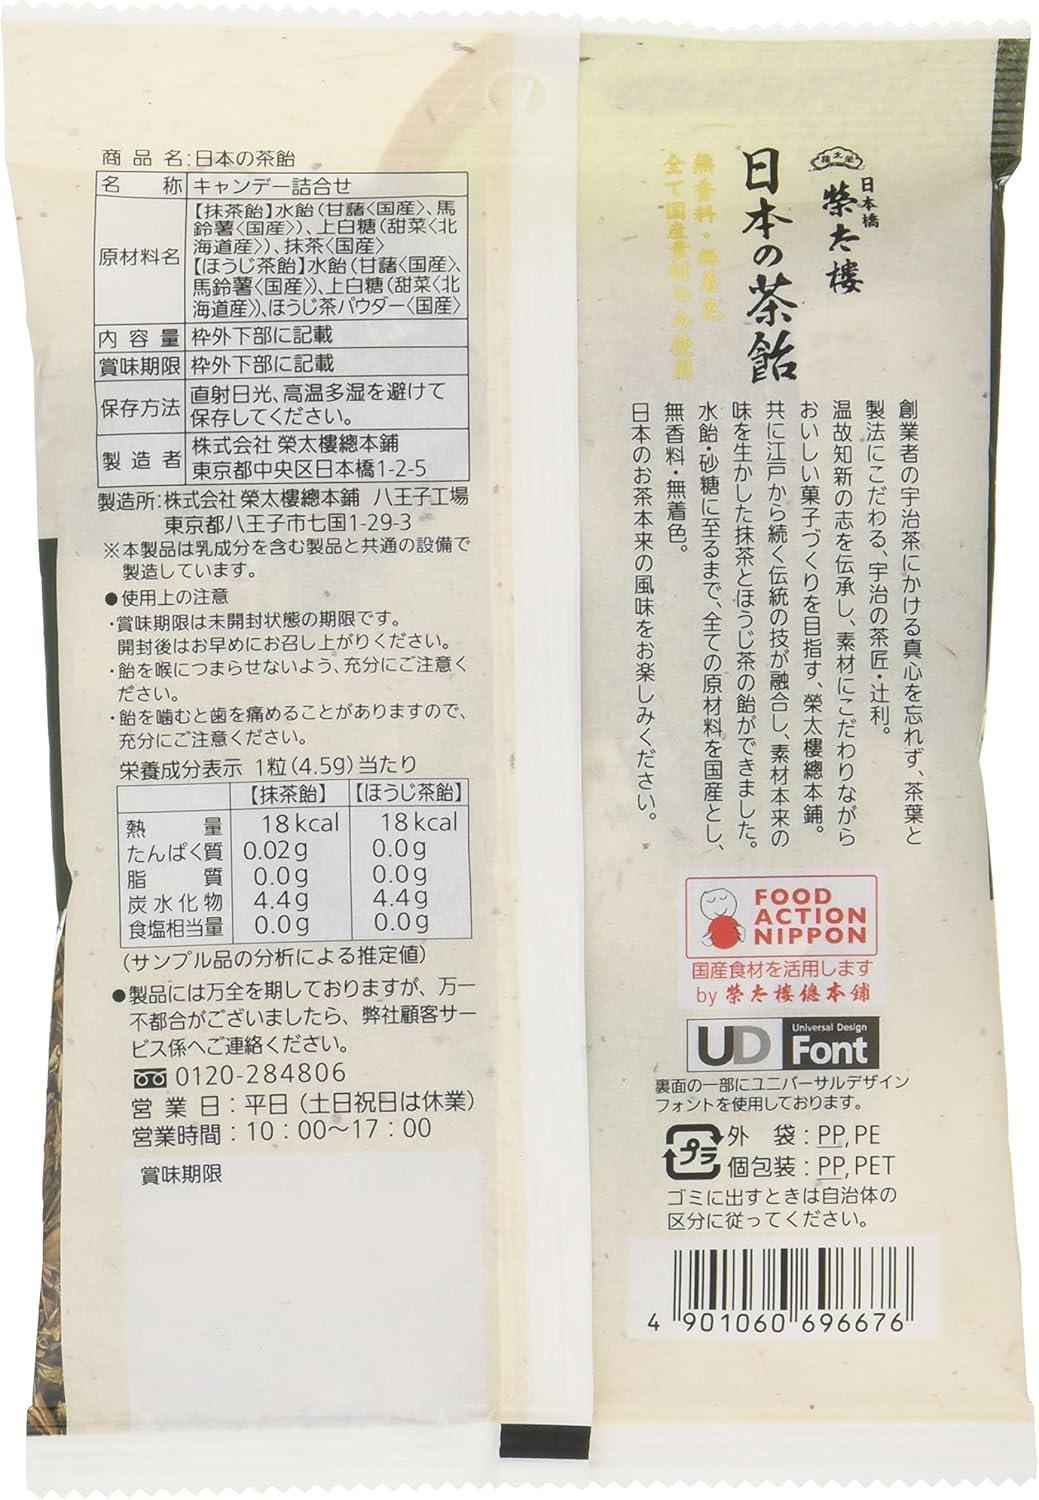 商品名:日本の茶飴
名称 キャンデー詰合せ
原材料名
【抹茶飴】水飴（甘藷〈国産〉、馬
鈴薯〈国産〉）、上白糖（甜菜〈北
海道産〉）、抹茶〈国産〉
【ほうじ茶飴】水飴（甘藷〈国産〉、
馬鈴薯〈国産〉）、上白糖（甜菜〈北
海道産〉）、ほうじ茶パウダー〈国産〉
内容量 枠外下部に記載
賞味期限 枠外下部に記載
保存方法
直射日光、高温多湿を避けて
保存してください。
製造者
株式会社 榮太樓總本鋪
東京都中央区日本橋1-2-5
製造所:株式会社 榮太樓總本鋪 八王子工場
東京都八王子市七国1-29-3
※本製品は乳成分を含む製品と共通の設備で
製造しています。
●使用上の注意
・賞味期限は未開封状態の期限です。
開封後はお早めにお召し上がりください。
・飴を喉につまらせないよう、充分にご注意く
ださい。
・飴を噛むと歯を痛めることがありますので、
充分にご注意ください。
栄養成分表示 1粒(4.5g)当たり
【抹茶飴】【ほうじ茶飴】
熱量 18kcal 18kcal
たんぱく質 0.02g 0.0g
脂質 0.0g 0.0g
炭水化物 4.4g 4.4g
食塩相当量 0.0g 0.0g
(サンプル品の分析による推定値)
●製品には万全を期しておりますが、万一
不都合がございましたら、弊社顧客サー
ビス係へご連絡ください。
0120-284806
営業日:平日(土日祝日は休業)
営業時間:10:00〜17:00
賞味期限
榮太樓
日本橋
榮太樓
日本の茶飴
無香料・無着色
全て国産素材のみ使用
創業者の宇治茶にかける真心を忘れず、茶葉と
製法にこだわる、宇治の茶匠・辻利。
温故知新の志を伝承し、素材にこだわりながら
おいしい菓子づくりを目指す、榮太樓總本鋪。
共に江戸から続く伝統の技が融合し、素材本来の
味を生かした抹茶とほうじ茶の飴ができました。
水飴・砂糖に至るまで、全ての原材料を国産とし、
無香料・無着色。
日本のお茶本来の風味をお楽しみください。
FOOD
ACTION
NIPPON
国産食材を活用します
by 榮太樓總本鋪
UD
Universal Design
Font
裏面の一部にユニバーサルデザイン
フォントを使用しております。
プラ
外袋:PP,PE
個包装:PP,PET
ゴミに出すときは自治体の
区分に従ってください。
4 901060 696676